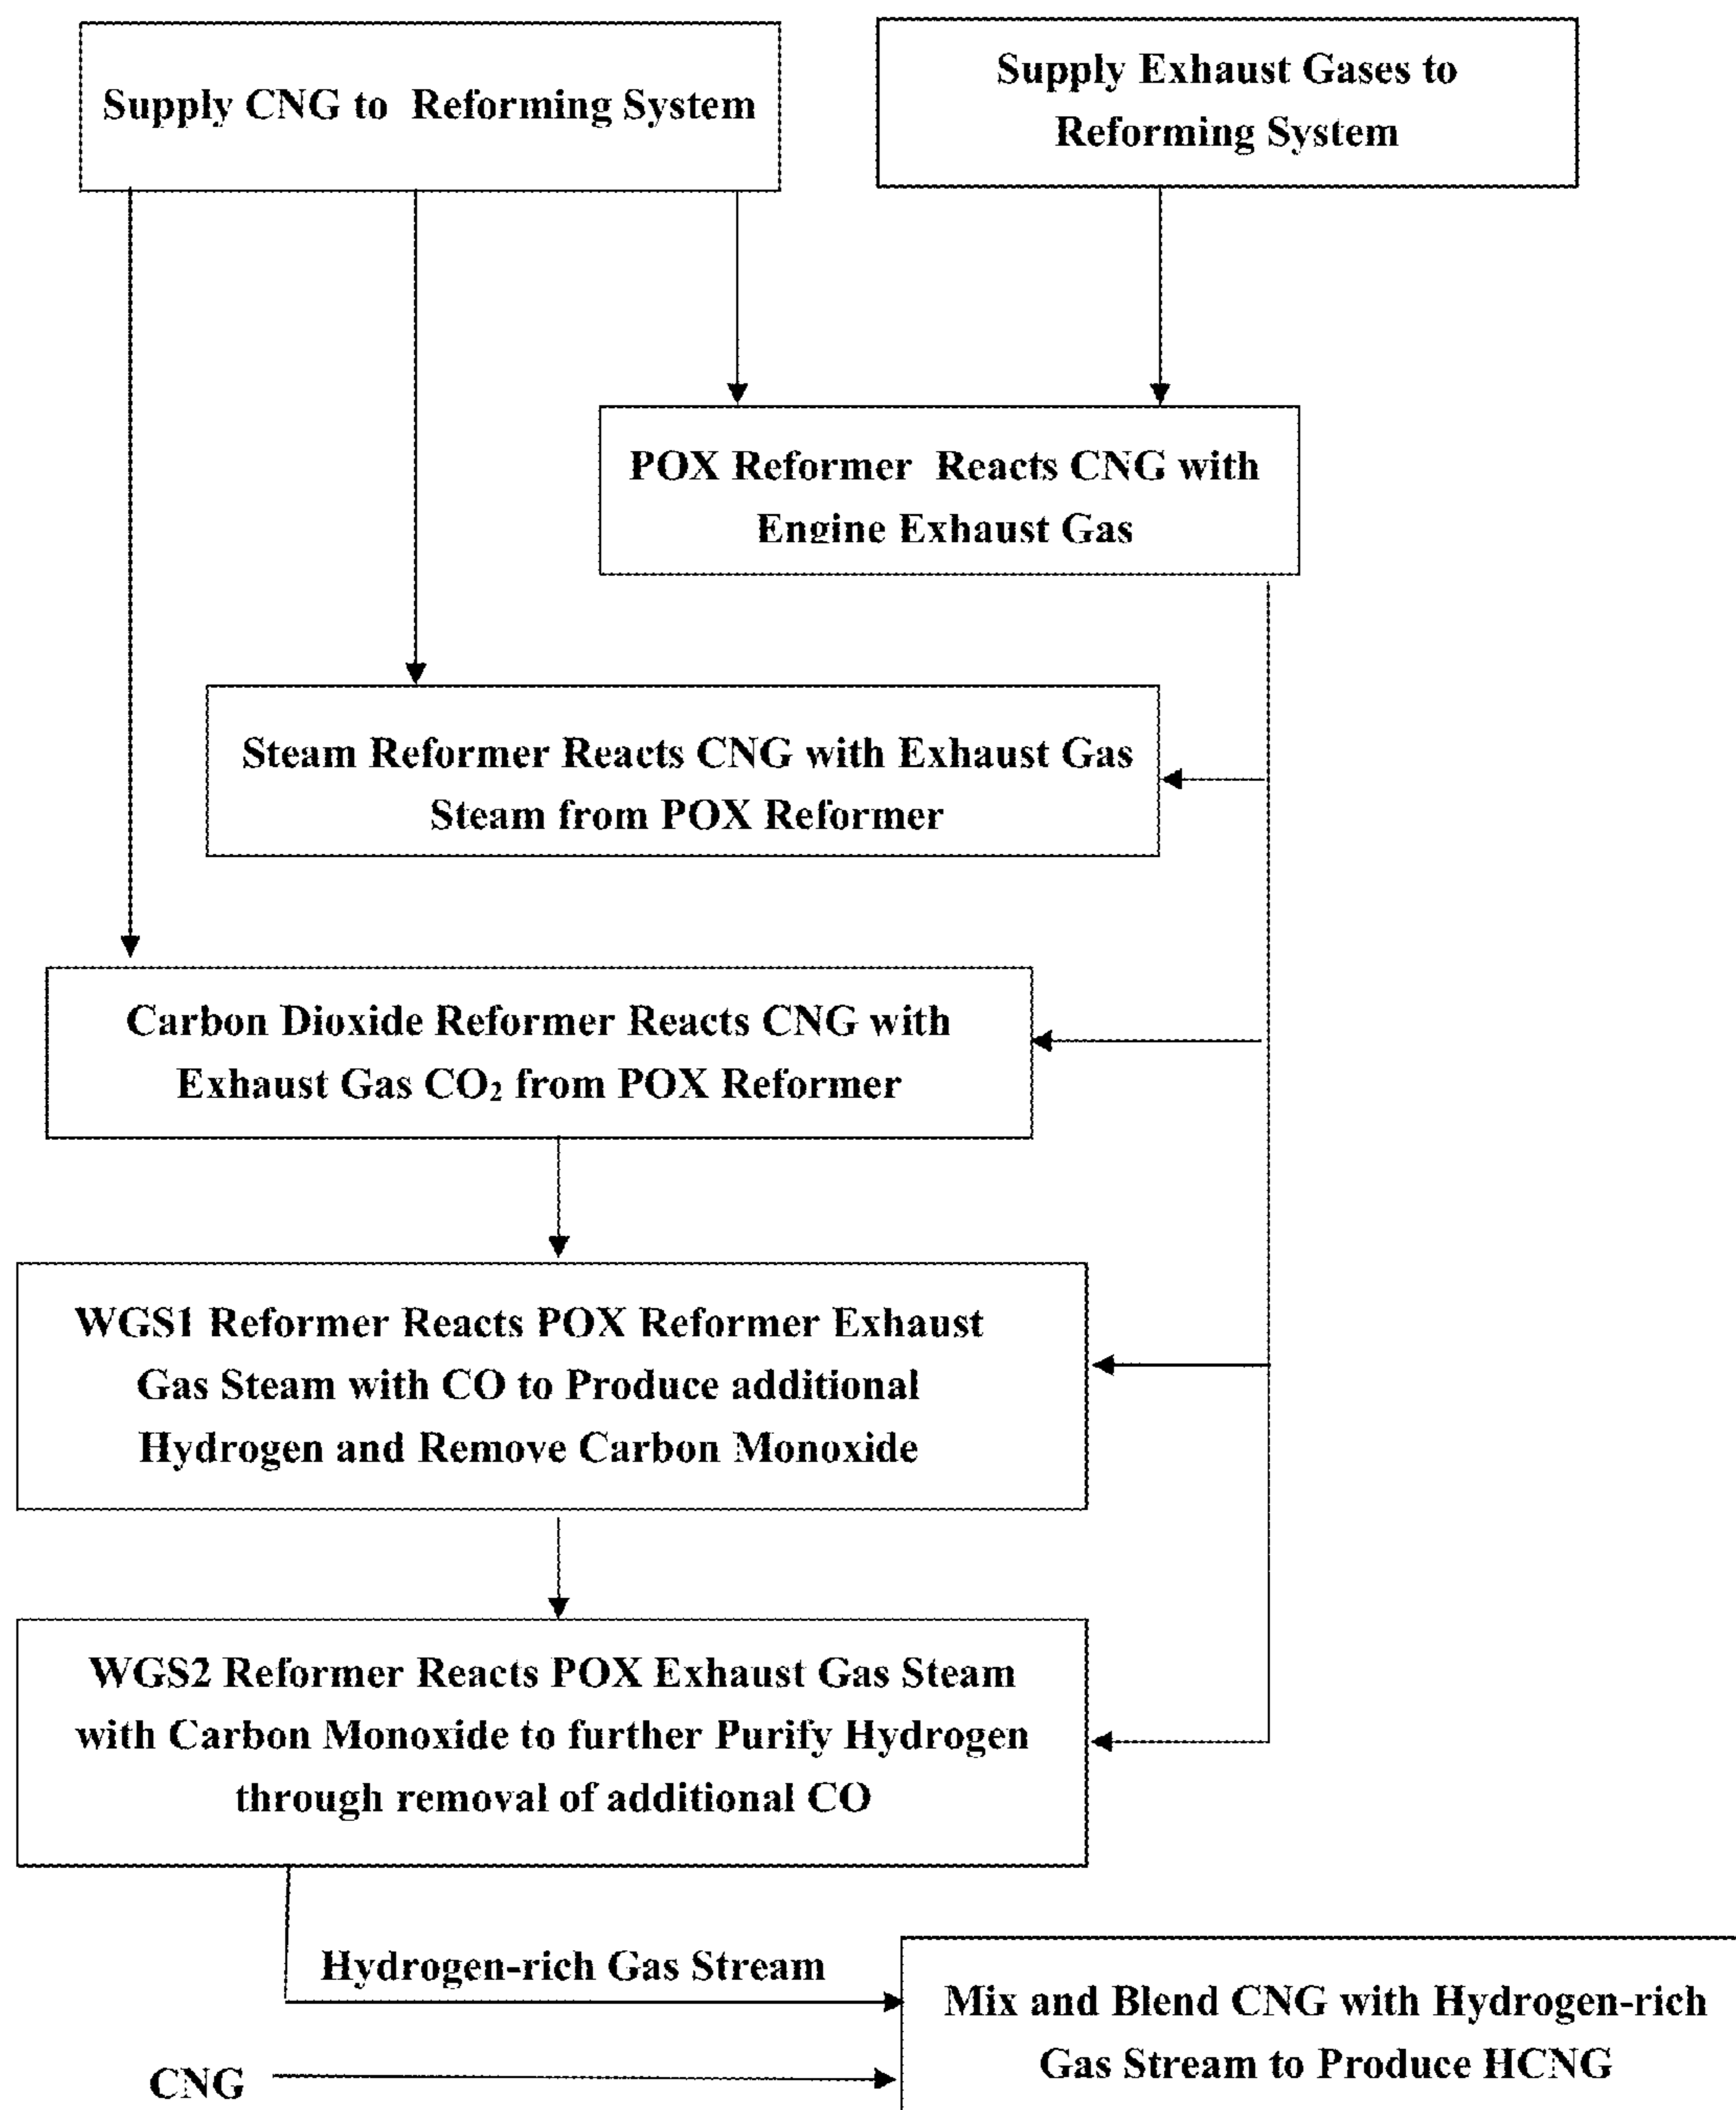 Supply CNG to Reforming System
Supply Exhaust Gases to
Reforming System
POX Reformer Reacts CNG with
Engine Exhaust Gas
Steam Reformer Reacts CNG with Exhaust Gas
Steam from POX Reformer
Carbon Dioxide Reformer Reacts CNG with
Exhaust Gas CO₂ from POX Reformer
WGS1 Reformer Reacts POX Reformer Exhaust
Gas Steam with CO to Produce additional
Hydrogen and Remove Carbon Monoxide
WGS2 Reformer Reacts POX Exhaust Gas Steam
with Carbon Monoxide to further Purify Hydrogen
through removal of additional CO
Hydrogen-rich Gas Stream
Mix and Blend CNG with Hydrogen-rich
Gas Stream to Produce HCNG
CNG